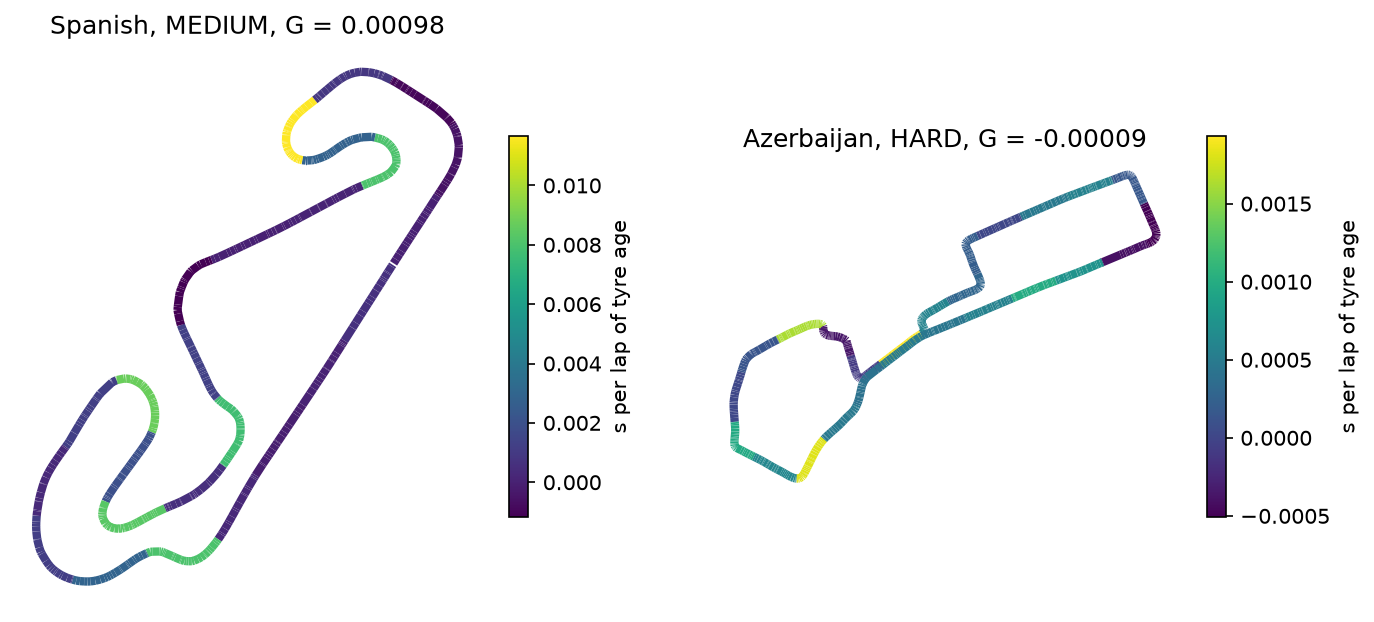 Spanish, MEDIUM, G = 0.00098
0.010
0.008
0.006
0.004
0.002
0.000
s per lap of tyre age
Azerbaijan, HARD, G = -0.00009
0.0015
0.0010
0.0005
0.0000
−0.0005
s per lap of tyre age